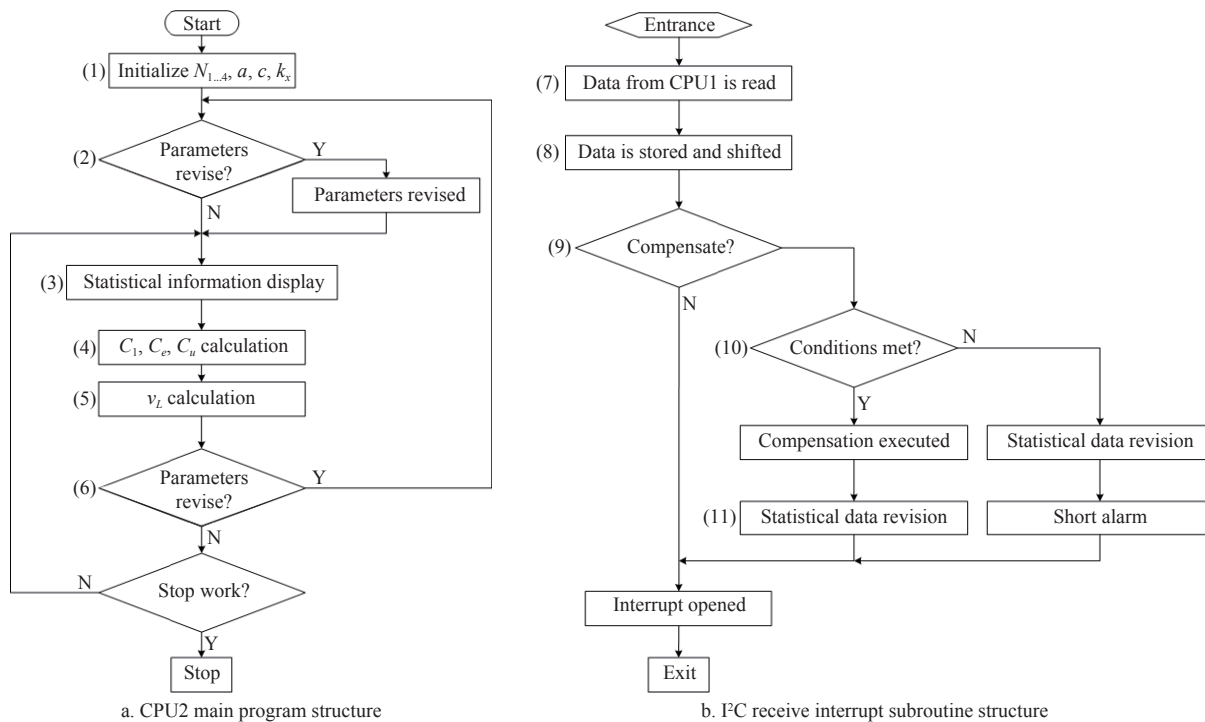 Start
(1) Initialize N1...4, a, c, kx
(2) Parameters
revise?
Y
Parameters revised
N
(3) Statistical information display
(4) C1, Ce, Cu calculation
(5) vL calculation
(6) Parameters
revise?
Y
N
N
Stop work?
Y
Stop
a. CPU2 main program structure
Entrance
(7) Data from CPU1 is read
(8) Data is stored and shifted
(9) Compensate?
N
(10) Conditions met?
N
Y
Compensation executed
Statistical data revision
(11) Statistical data revision
Short alarm
Interrupt opened
Exit
b. I²C receive interrupt subroutine structure